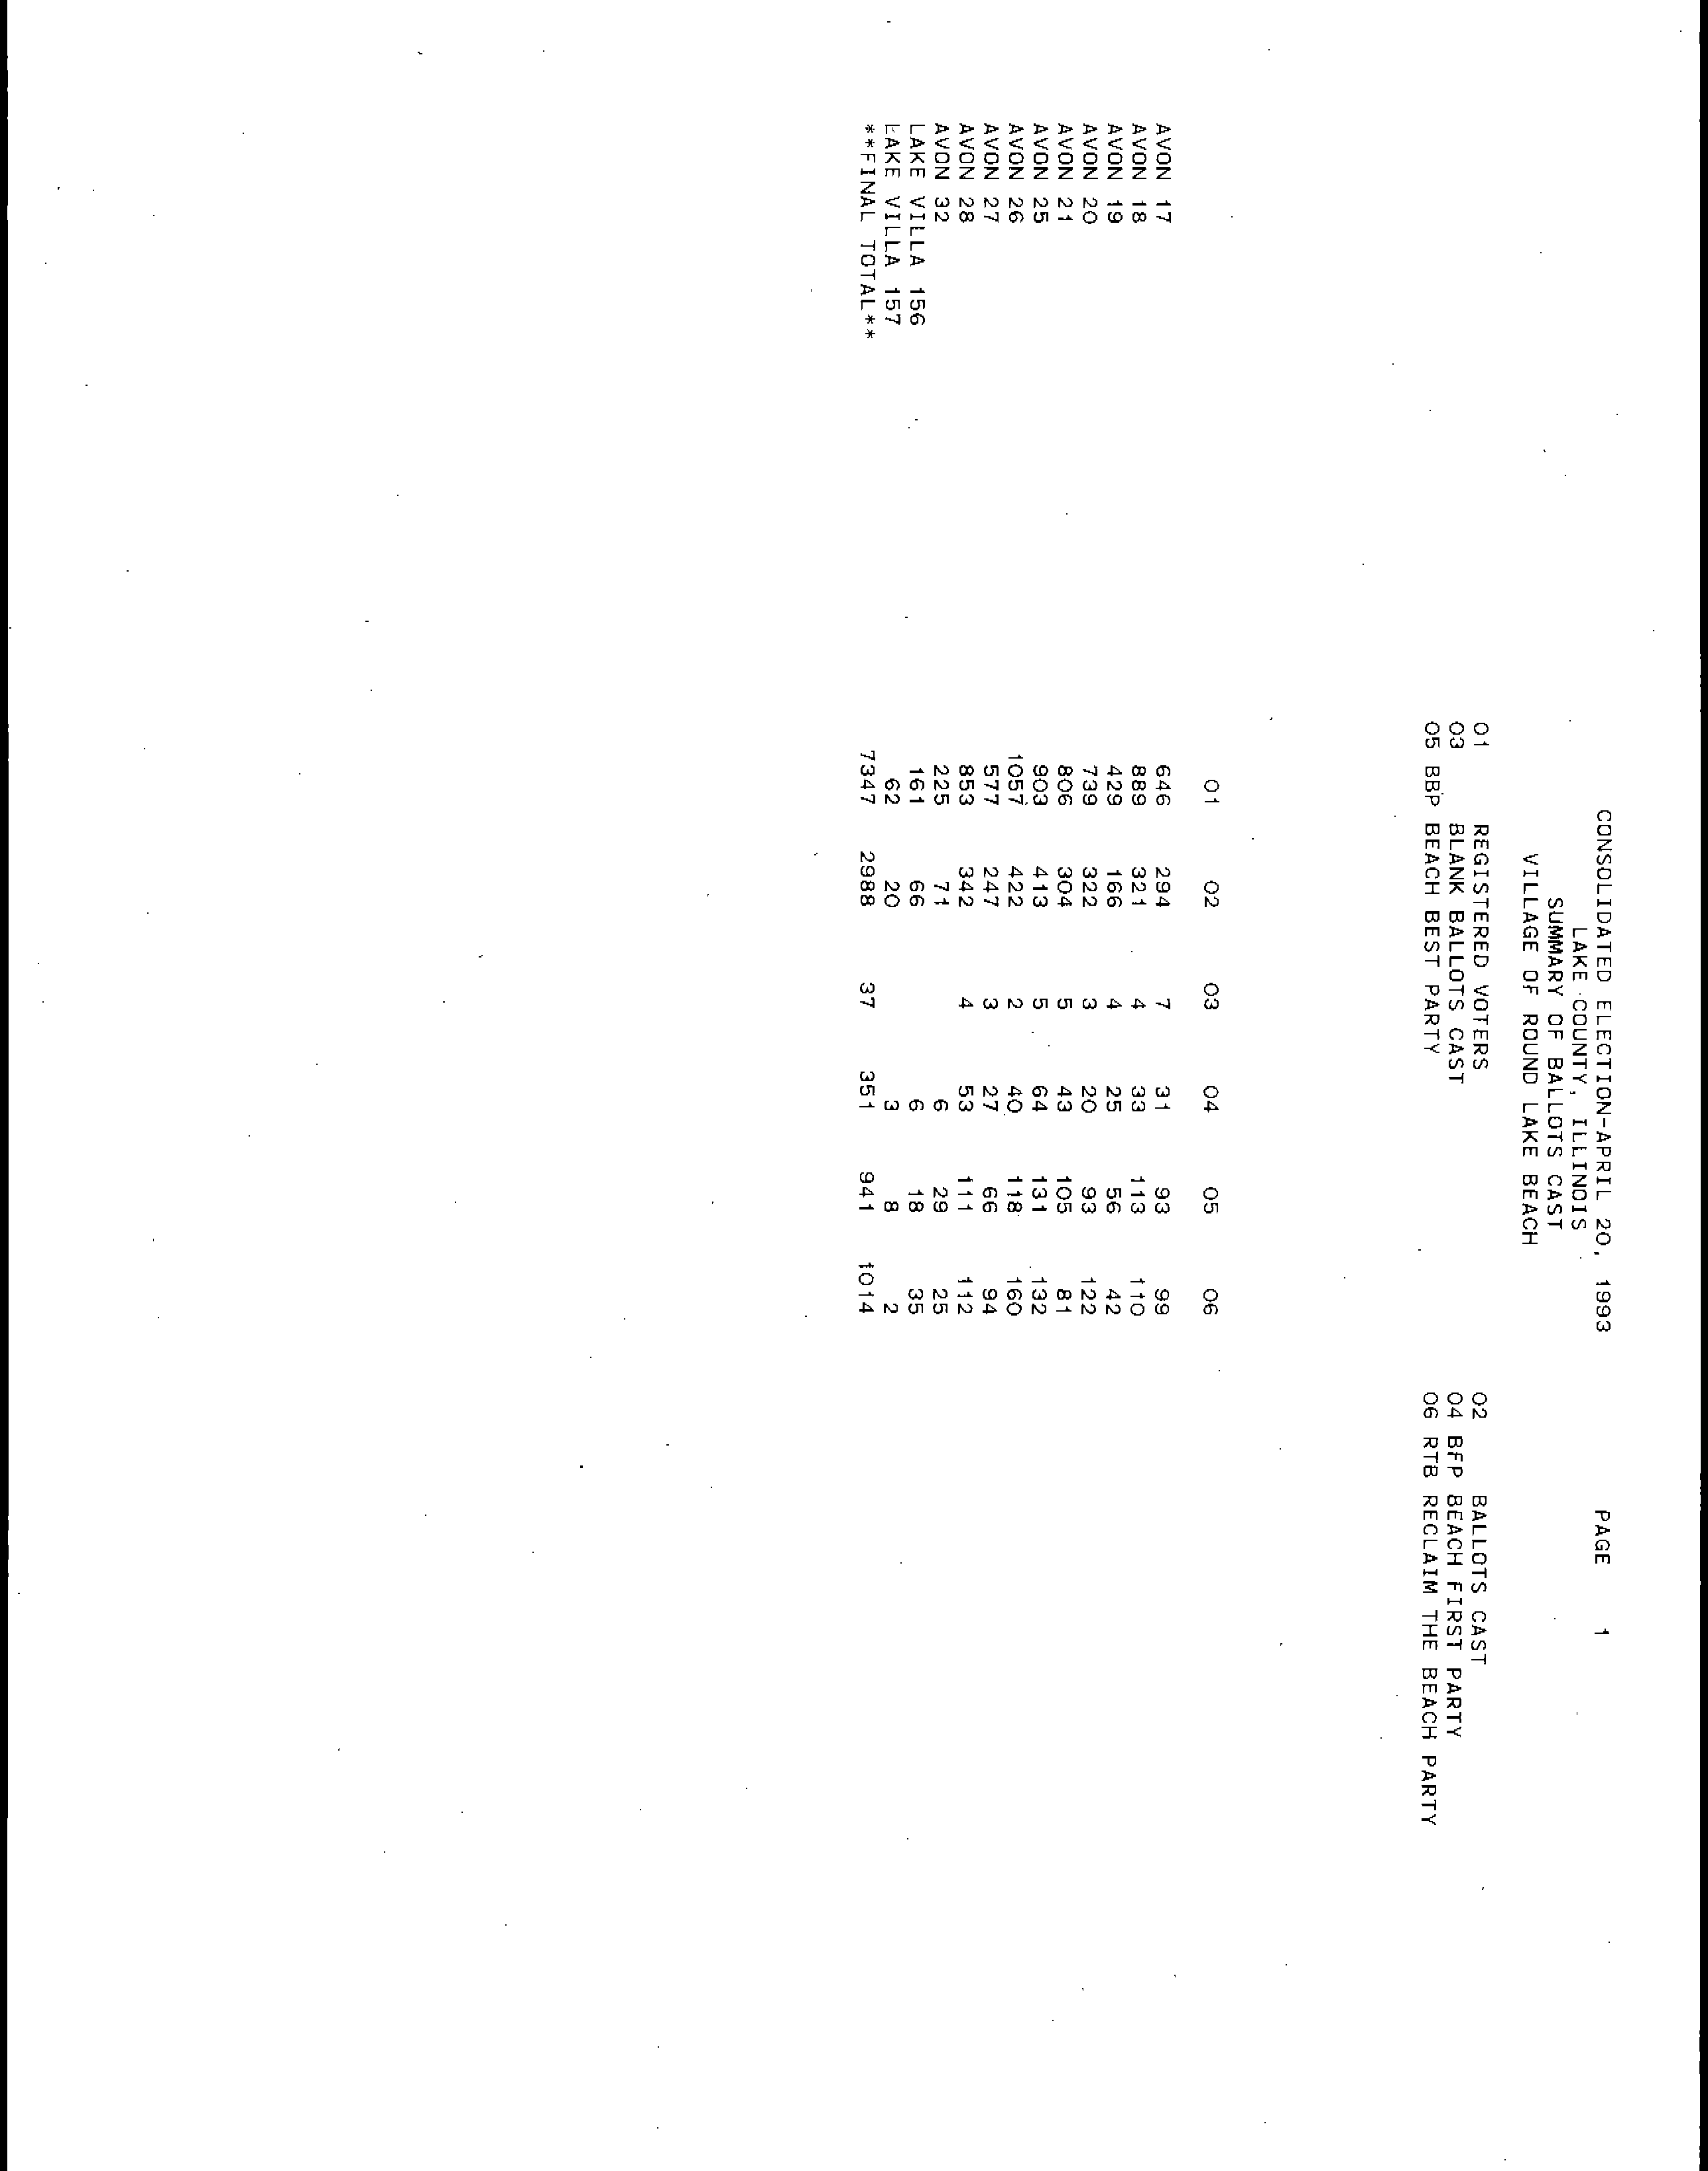 CONSOLIDATED ELECTION-APRIL 20, 1993 PAGE 1
LAKE COUNTY, ILLINOIS
SUMMARY OF BALLOTS CAST
VILLAGE OF ROUND LAKE BEACH
01 REGISTERED VOTERS 02 BALLOTS CAST
03 BLANK BALLOTS CAST 04 BFP BEACH FIRST PARTY
05 BBP BEACH BEST PARTY 06 RTB RECLAIM THE BEACH PARTY
01 02 03 04 05 06
AVON 17 646 294 7 31 93 99
AVON 18 889 321 4 33 113 110
AVON 19 429 166 4 25 56 42
AVON 20 739 322 3 20 93 122
AVON 21 806 304 5 43 105 81
AVON 25 903 413 5 64 131 132
AVON 26 1057 422 2 40 118 160
AVON 27 577 247 3 27 66 94
AVON 28 853 342 4 53 111 112
AVON 32 225 71 6 29 25
LAKE VILLA 156 161 66 6 18 35
LAKE VILLA 157 62 20 3 8 2
**FINAL TOTAL** 7347 2988 37 351 941 1014